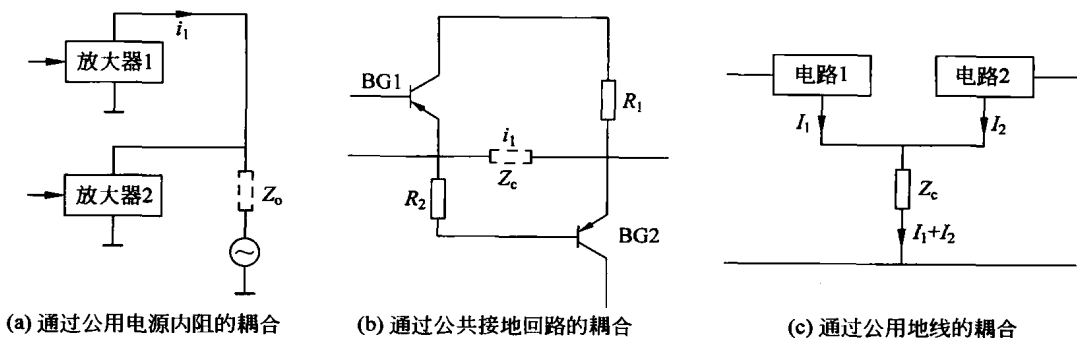 放大器1
i₁
放大器2
Zₒ
(a) 通过公用电源内阻的耦合
BG1
R₁
i₁
Z_c
R₂
BG2
(b) 通过公共接地回路的耦合
电路1
电路2
I₁
I₂
Z_c
I₁+I₂
(c) 通过公用地线的耦合